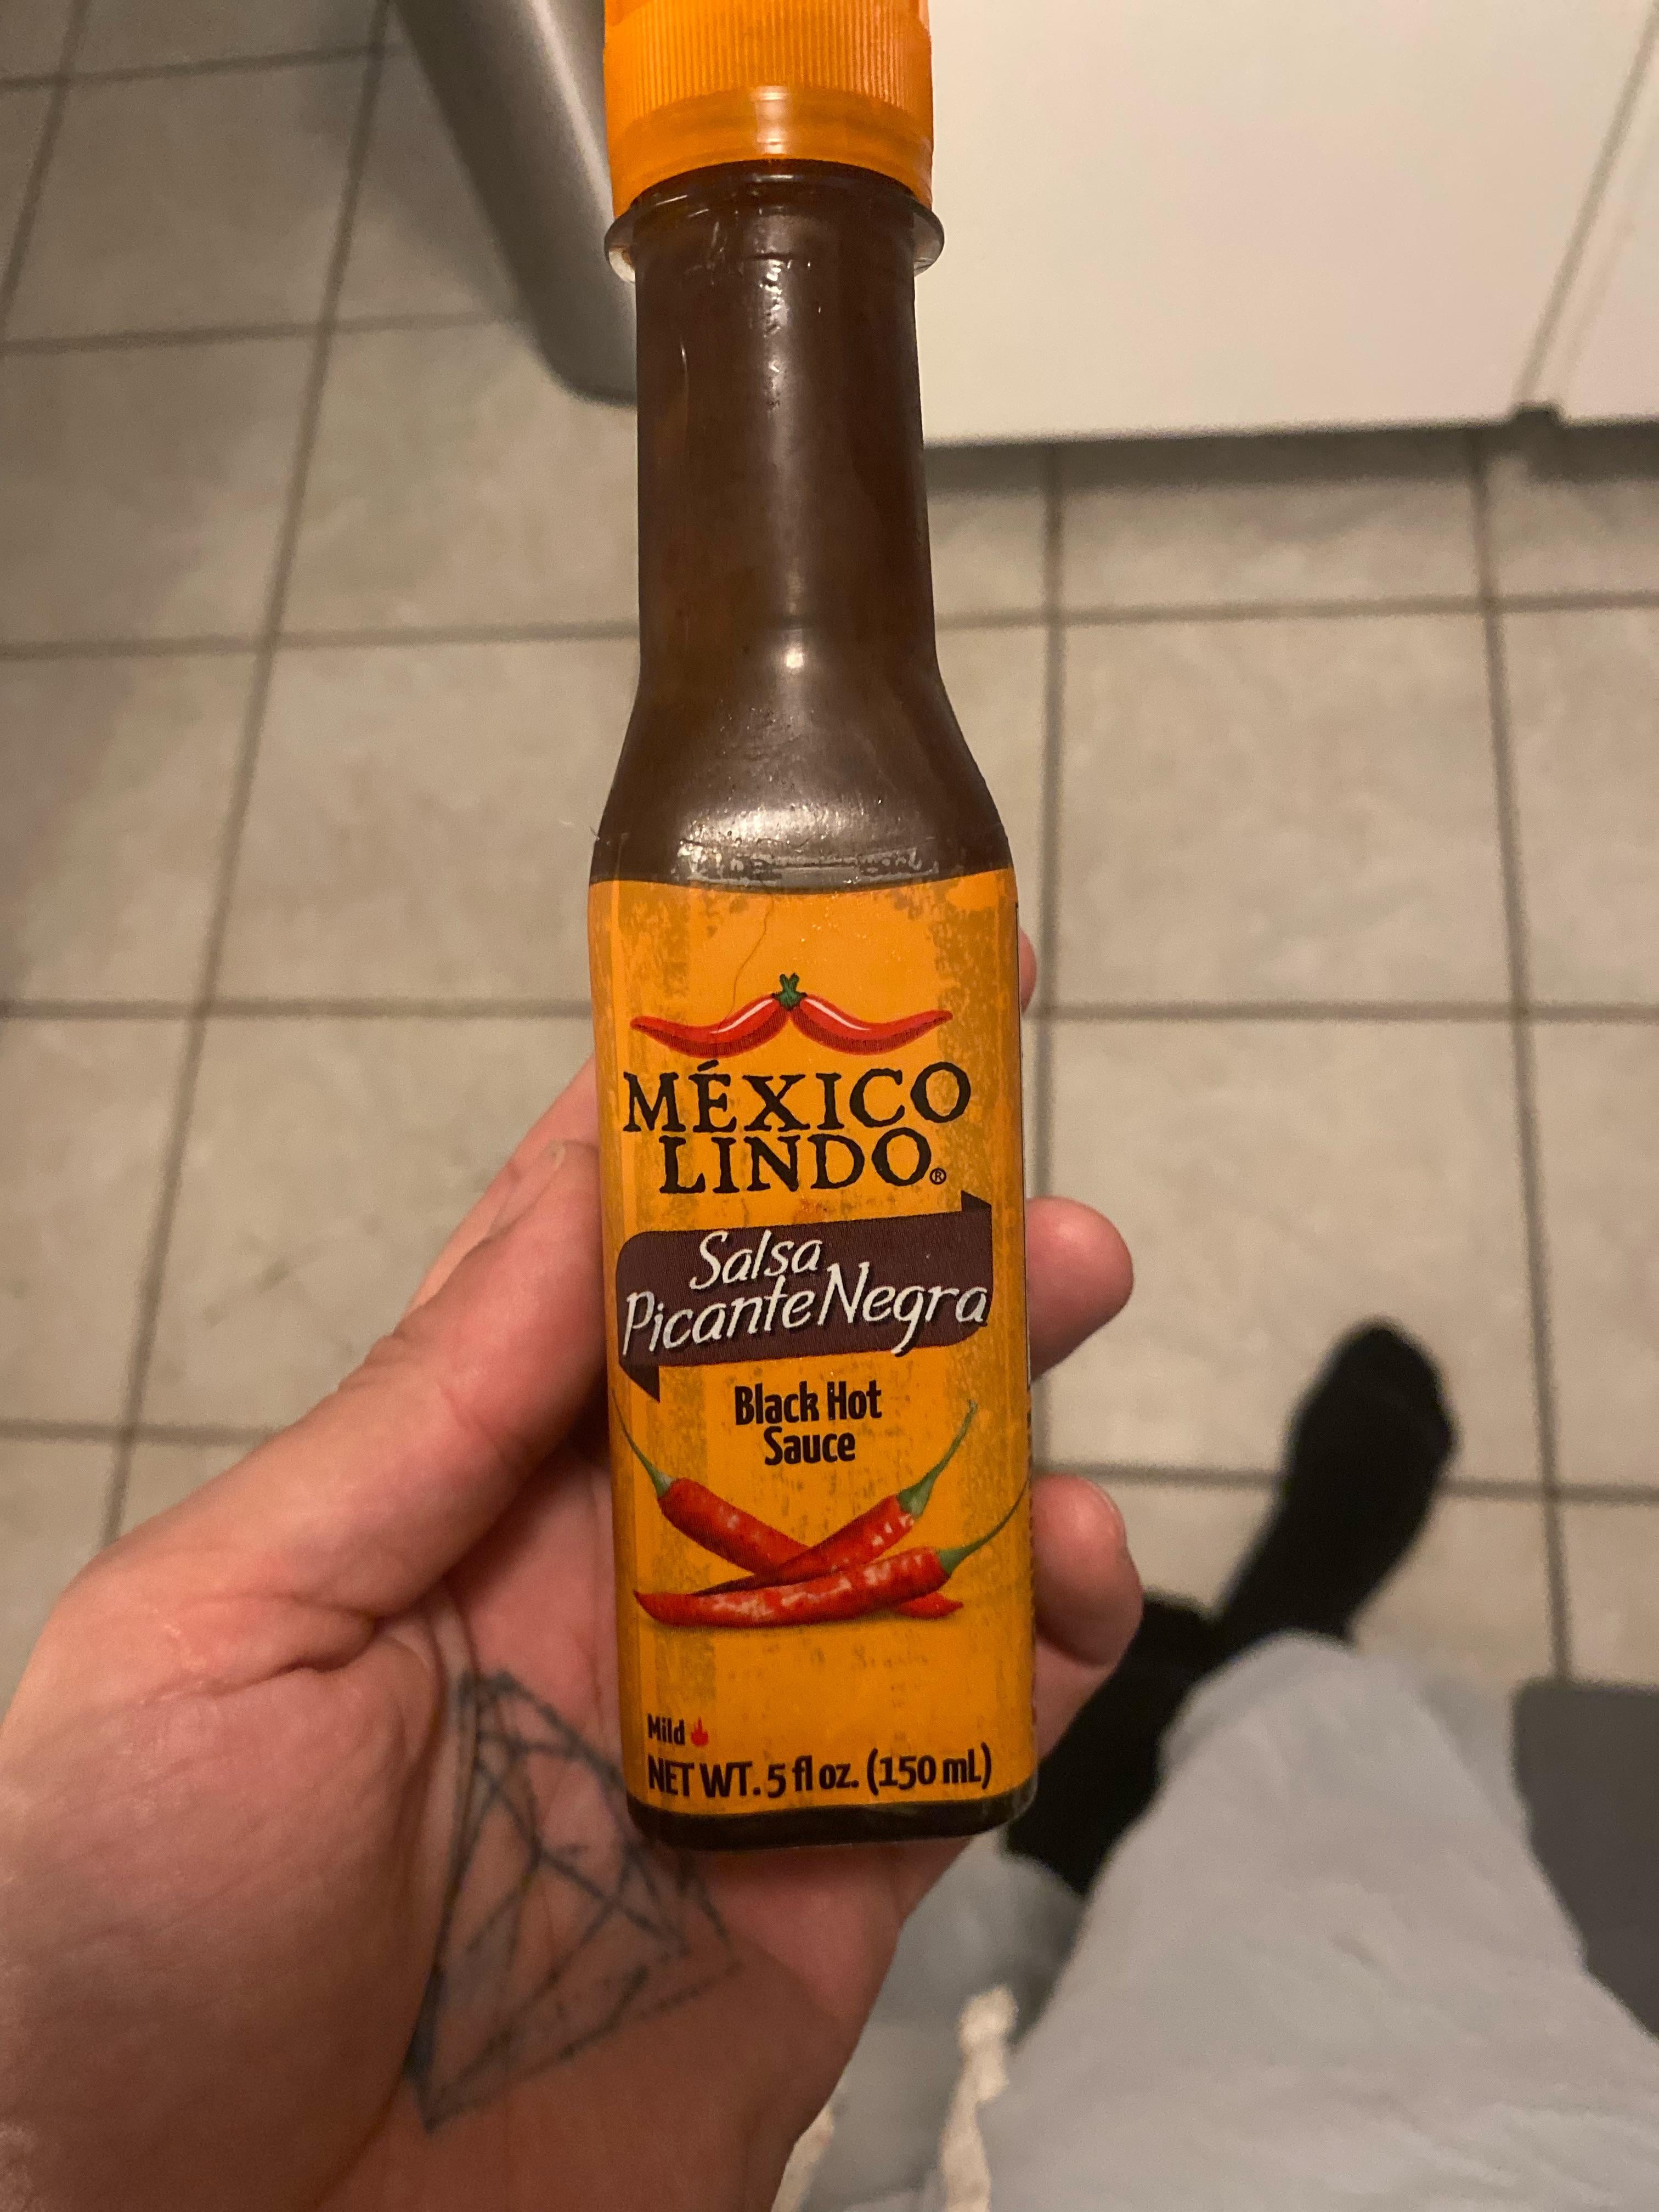 MÉXICO
LINDO®
Salsa
Picante Negra
Black Hot
Sauce
Mild
NET WT. 5 fl oz. (150 mL)